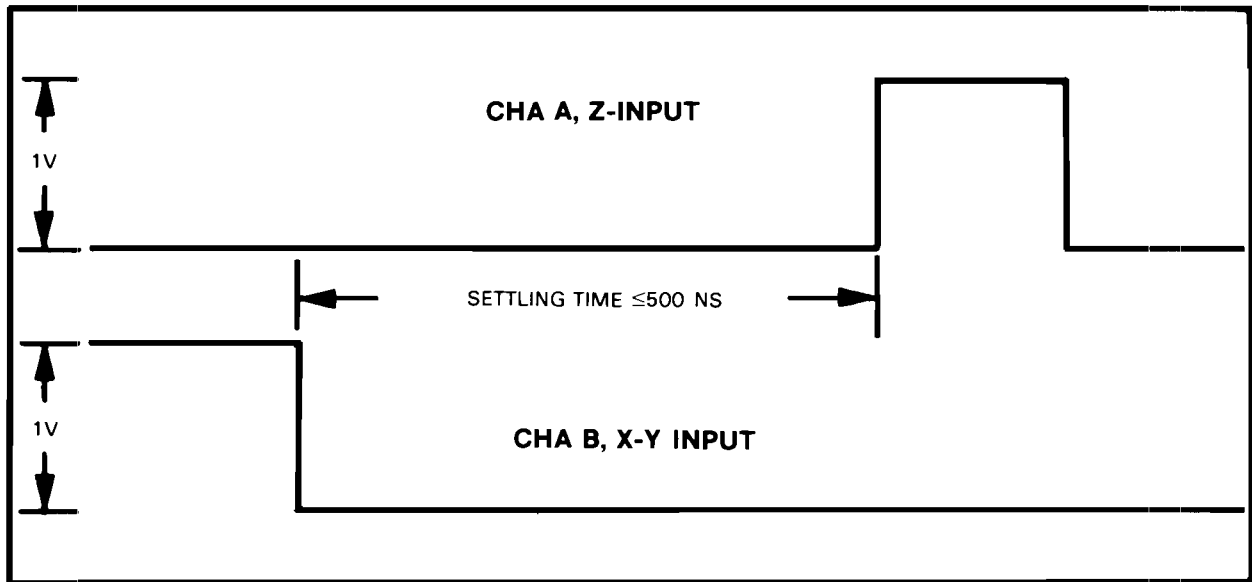 CHA A, Z-INPUT
1V
SETTLING TIME ≤500 NS
1V
CHA B, X-Y INPUT